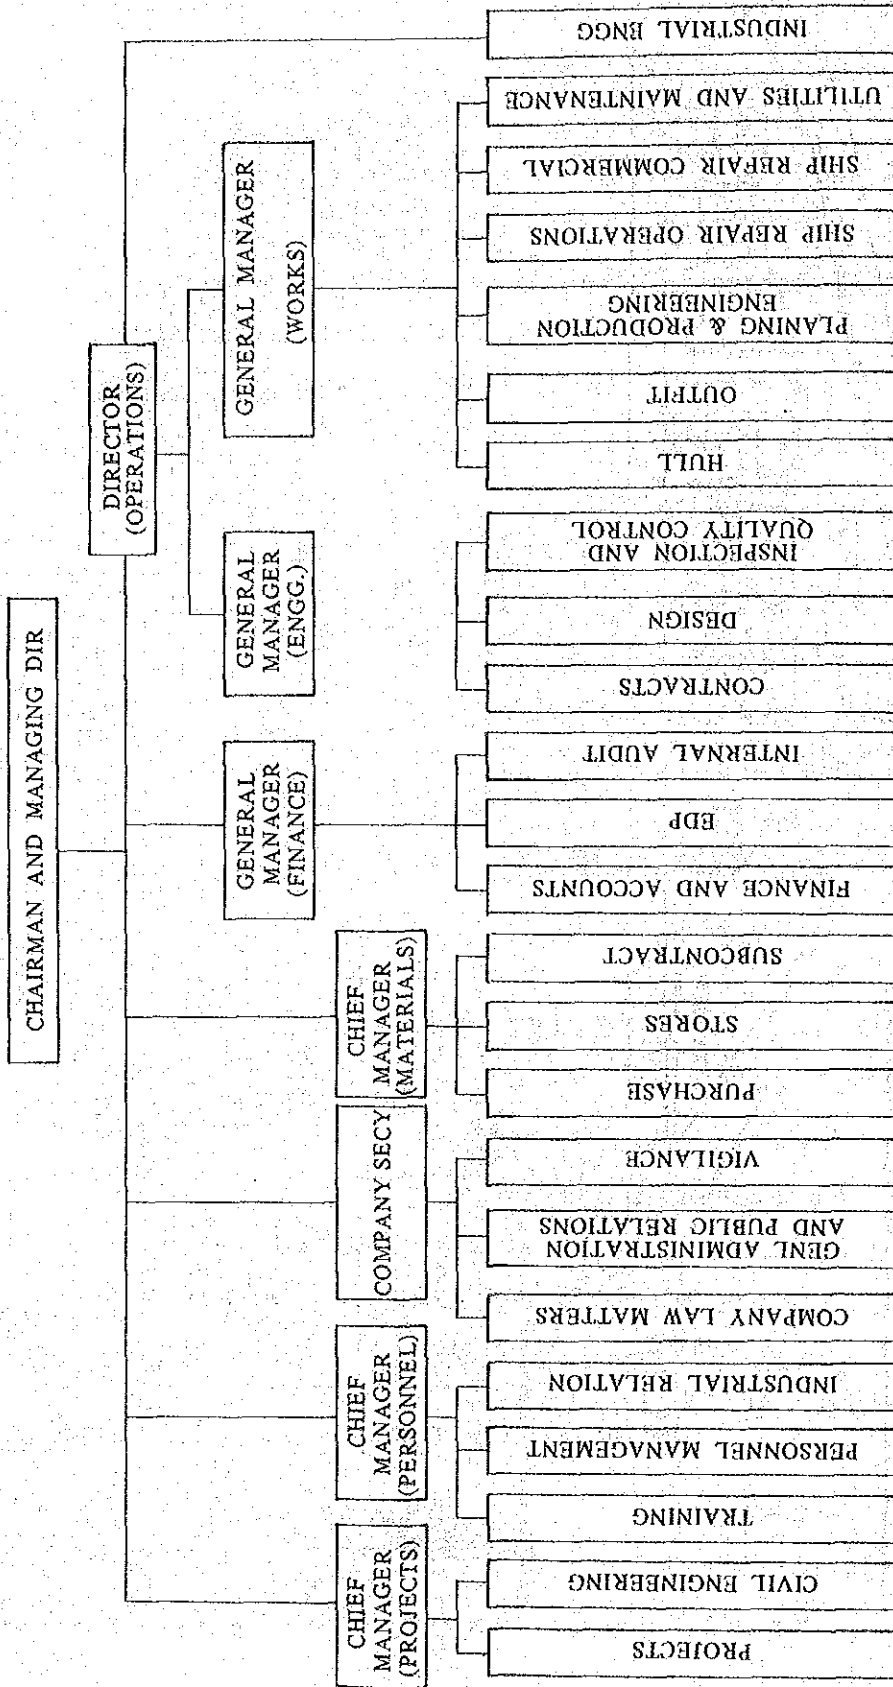 CHAIRMAN AND MANAGING DIR
DIRECTOR
(OPERATIONS)
GENERAL
MANAGER
(FINANCE)
GENERAL
MANAGER
(ENGG.)
GENERAL MANAGER
(WORKS)
CHIEF
MANAGER
(PROJECTS)
CHIEF
MANAGER
(PERSONNEL)
COMPANY SECY
CHIEF
MANAGER
(MATERIALS)
PROJECTS
CIVIL ENGINEERING
TRAINING
PERSONNEL MANAGEMENT
INDUSTRIAL RELATION
COMPANY LAW MATTERS
GENL ADMINISTRATION
AND PUBLIC RELATIONS
VIGILANCE
PURCHASE
STORES
SUBCONTRACT
FINANCE AND ACCOUNTS
EDP
INTERNAL AUDIT
CONTRACTS
DESIGN
INSPECTION AND
QUALITY CONTROL
HULL
OUTFIT
PLANING & PRODUCTION
ENGINEERING
SHIP REPAIR OPERATIONS
SHIP REPAIR COMMERCIAL
UTILITIES AND MAINTENANCE
INDUSTRIAL ENGG